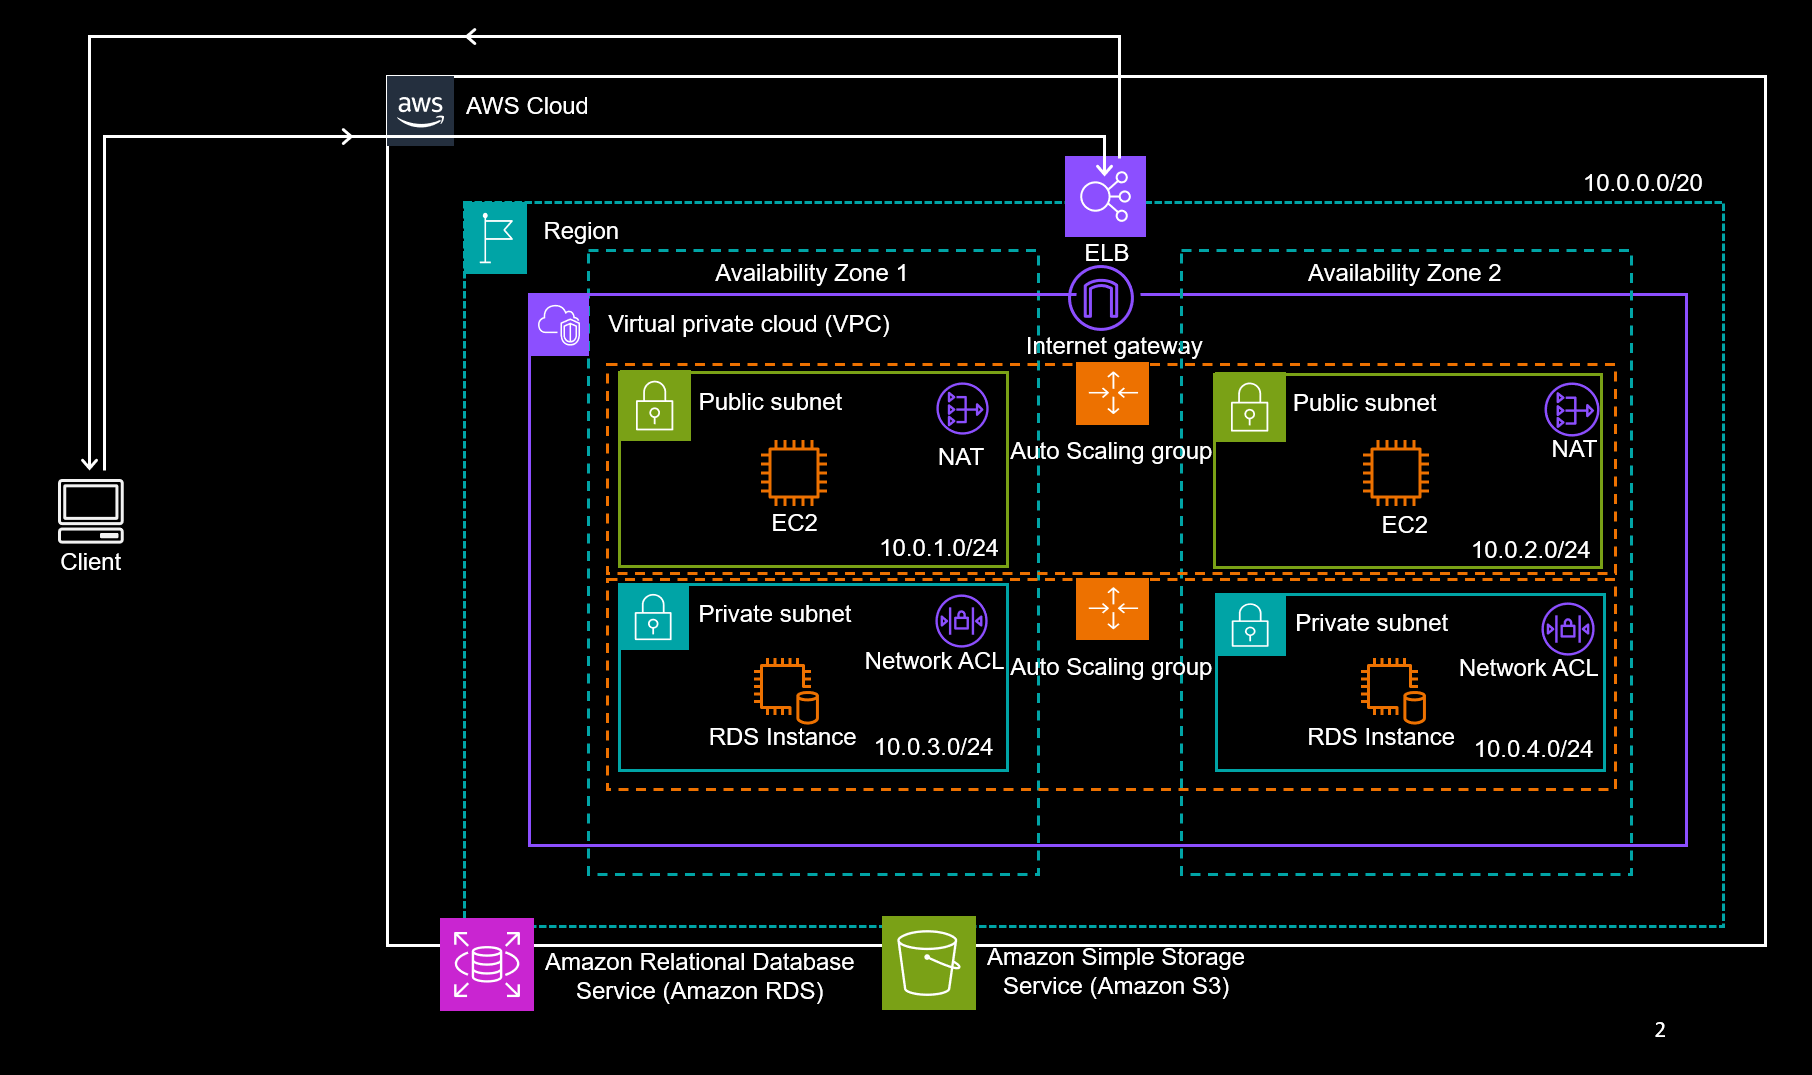 aws
AWS Cloud
10.0.0.0/20
Region
ELB
Availability Zone 1
Availability Zone 2
Virtual private cloud (VPC)
Internet gateway
Public subnet
NAT
EC2
10.0.1.0/24
Auto Scaling group
Public subnet
NAT
EC2
10.0.2.0/24
Client
Private subnet
Network ACL
RDS Instance
10.0.3.0/24
Auto Scaling group
Private subnet
Network ACL
RDS Instance
10.0.4.0/24
Amazon Relational Database
Service (Amazon RDS)
Amazon Simple Storage
Service (Amazon S3)
2